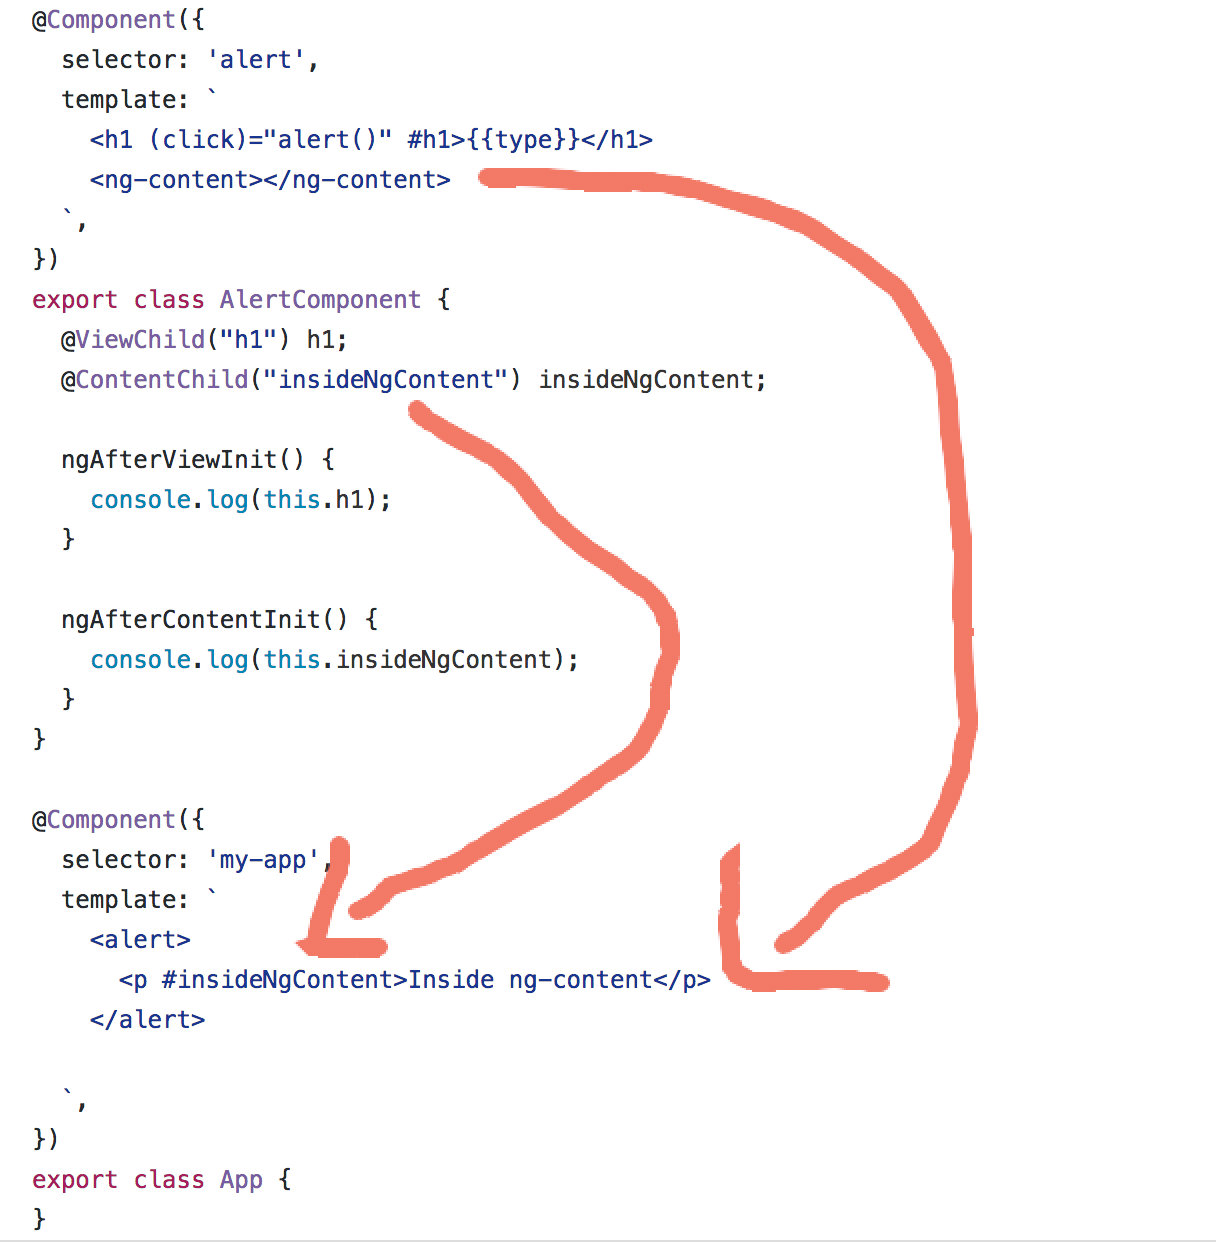 @Component({
  selector: 'alert',
  template: `
    <h1 (click)="alert()" #h1>{{type}}</h1>
    <ng-content></ng-content>
  `,
})
export class AlertComponent {
  @ViewChild("h1") h1;
  @ContentChild("insideNgContent") insideNgContent;
  ngAfterViewInit() {
    console.log(this.h1);
  }
  ngAfterContentInit() {
    console.log(this.insideNgContent);
  }
}
@Component({
  selector: 'my-app',
  template: `
    <alert>
      <p #insideNgContent>Inside ng-content</p>
    </alert>
  `,
})
export class App {
}